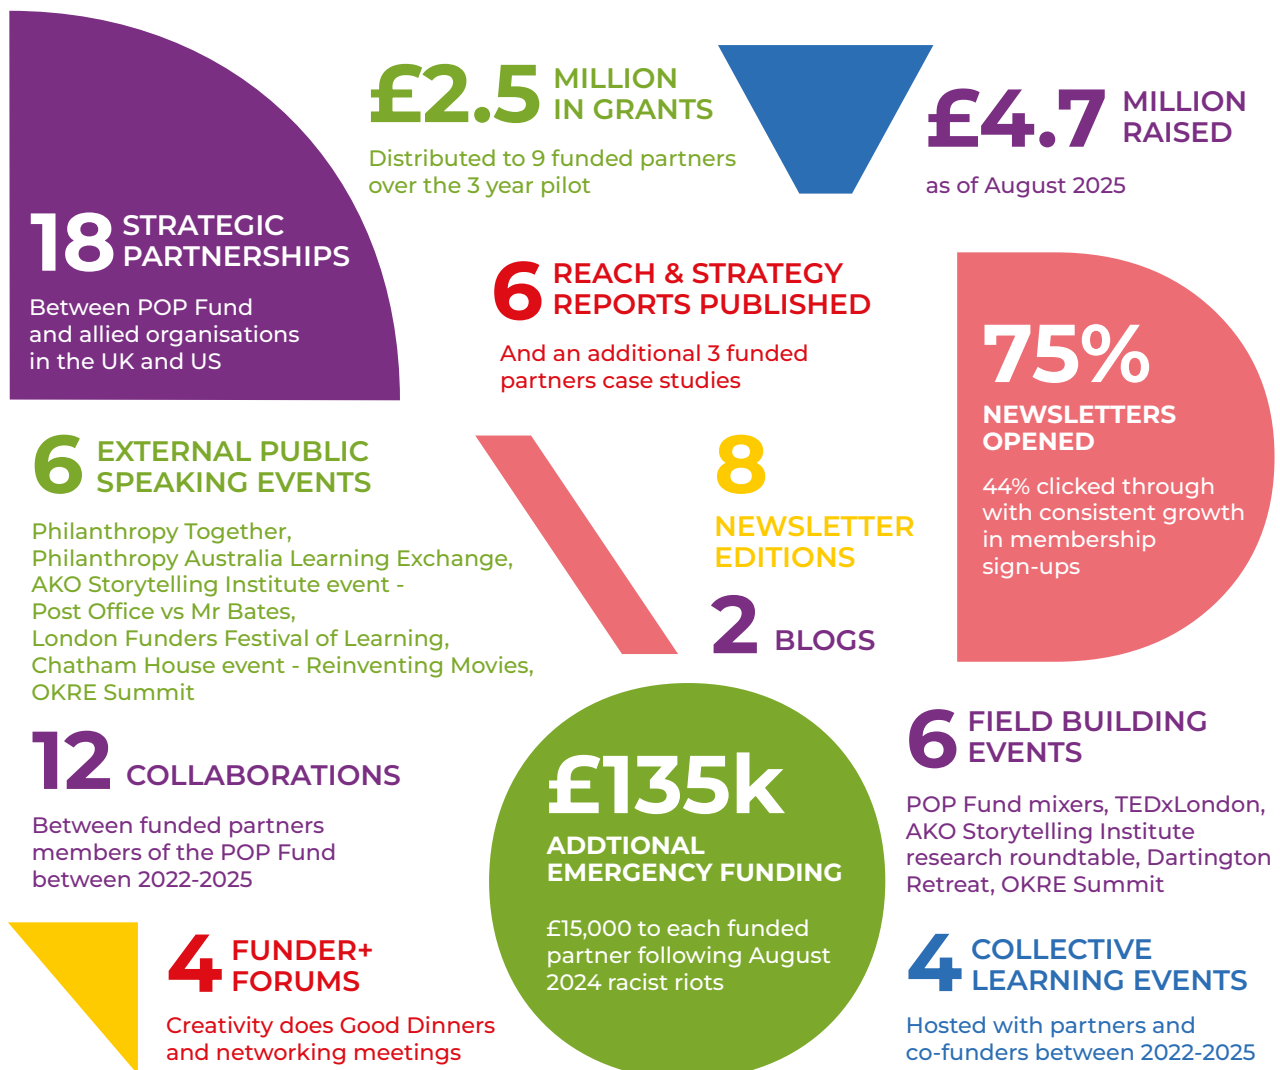 £2.5 MILLION
IN GRANTS
Distributed to 9 funded partners
over the 3 year pilot
£4.7 MILLION
RAISED
as of August 2025
18 STRATEGIC
PARTNERSHIPS
Between POP Fund
and allied organisations
in the UK and US
6 REACH & STRATEGY
REPORTS PUBLISHED
And an additional 3 funded
partners case studies
75%
NEWSLETTERS
OPENED
44% clicked through
with consistent growth
in membership
sign-ups
6 EXTERNAL PUBLIC
SPEAKING EVENTS
Philanthropy Together,
Philanthropy Australia Learning Exchange,
AKO Storytelling Institute event -
Post Office vs Mr Bates,
London Funders Festival of Learning,
Chatham House event - Reinventing Movies,
OKRE Summit
8
NEWSLETTER
EDITIONS
2 BLOGS
12 COLLABORATIONS
Between funded partners
members of the POP Fund
between 2022-2025
£135k
ADDTIONAL
EMERGENCY FUNDING
£15,000 to each funded
partner following August
2024 racist riots
6 FIELD BUILDING
EVENTS
POP Fund mixers, TEDxLondon,
AKO Storytelling Institute
research roundtable, Dartington
Retreat, OKRE Summit
4 FUNDER+
FORUMS
Creativity does Good Dinners
and networking meetings
4 COLLECTIVE
LEARNING EVENTS
Hosted with partners and
co-funders between 2022-2025